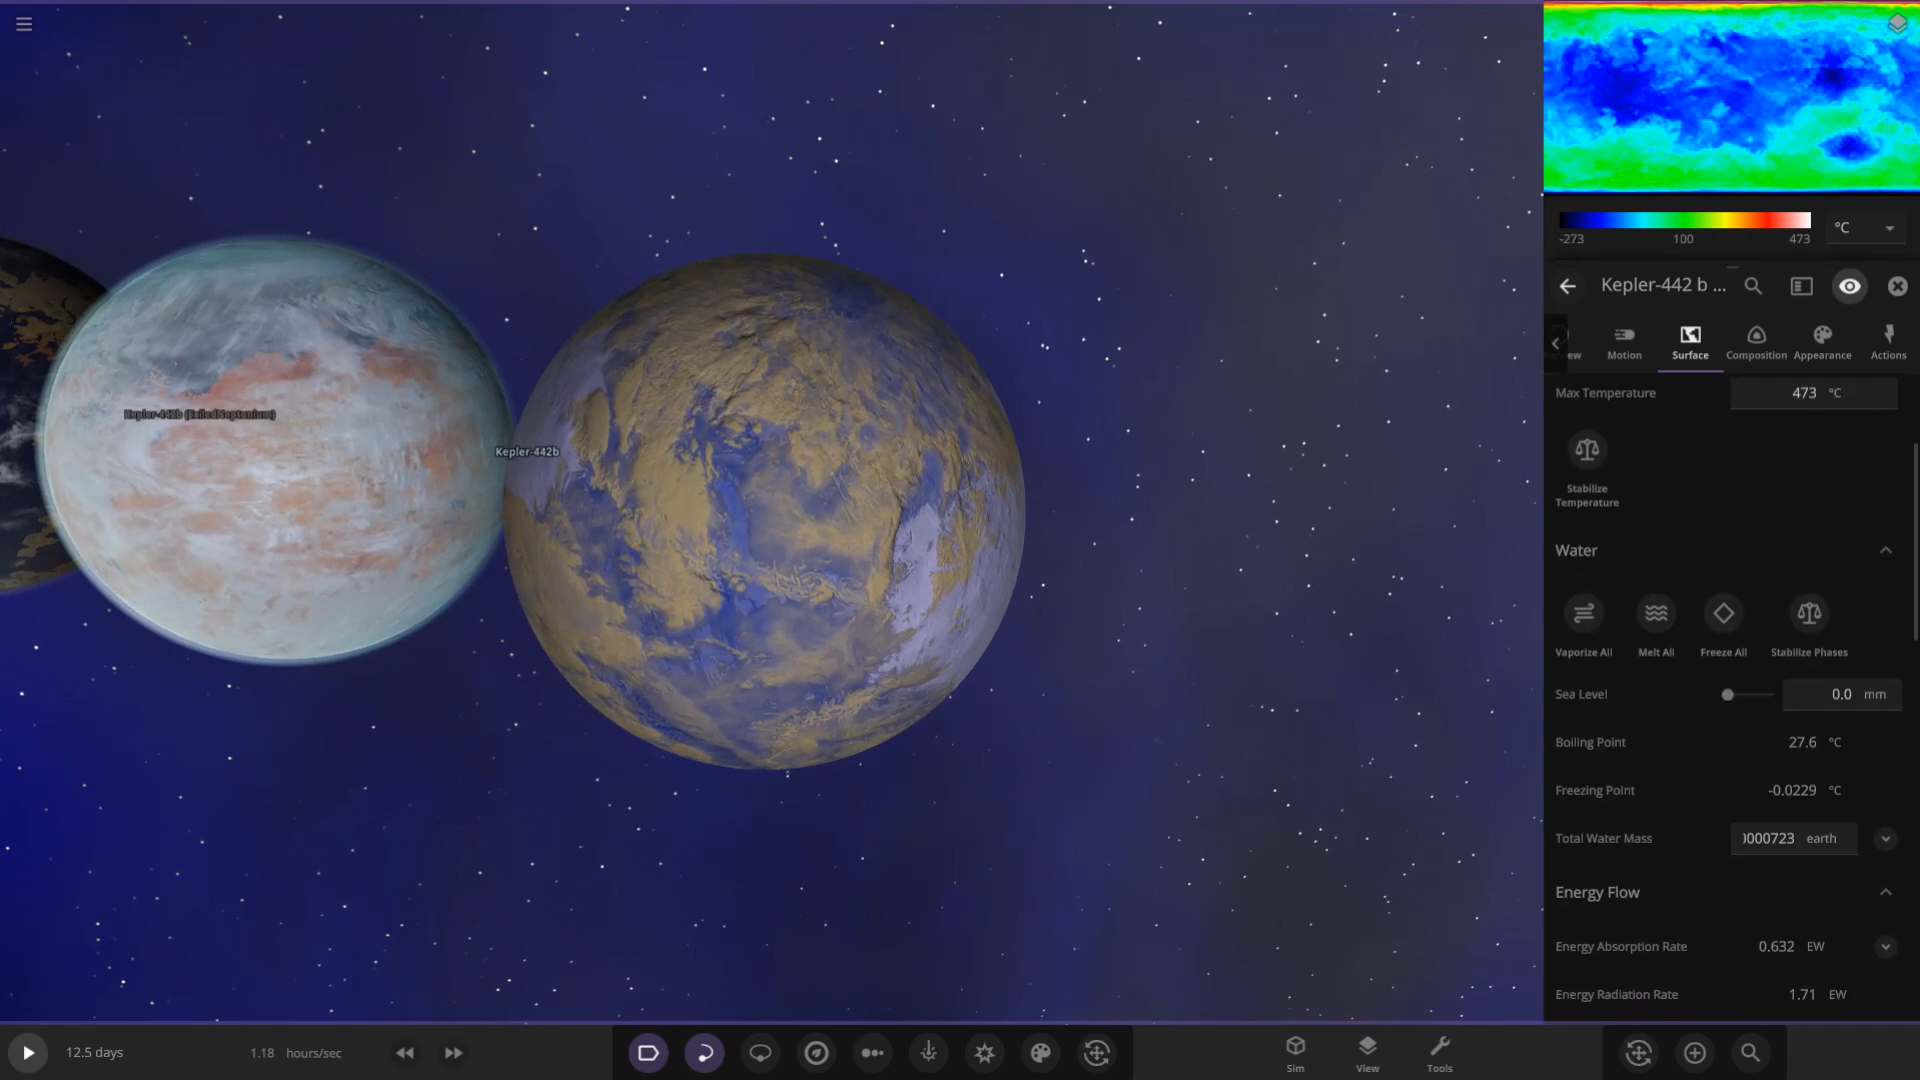 -273 100 473
°C
Kepler-442 b ...
Motion
Surface
Composition
Appearance
Actions
Max Temperature 473 °C
Stabilize
Temperature
Water
Vaporize All
Melt All
Freeze All
Stabilize Phases
Sea Level 0.0 mm
Boiling Point 27.6 °C
Freezing Point -0.0229 °C
Total Water Mass 0000723 earth
Energy Flow
Energy Absorption Rate 0.632 EW
Energy Radiation Rate 1.71 EW
Kepler-442b
12.5 days
1.18 hours/sec
Sim
View
Tools